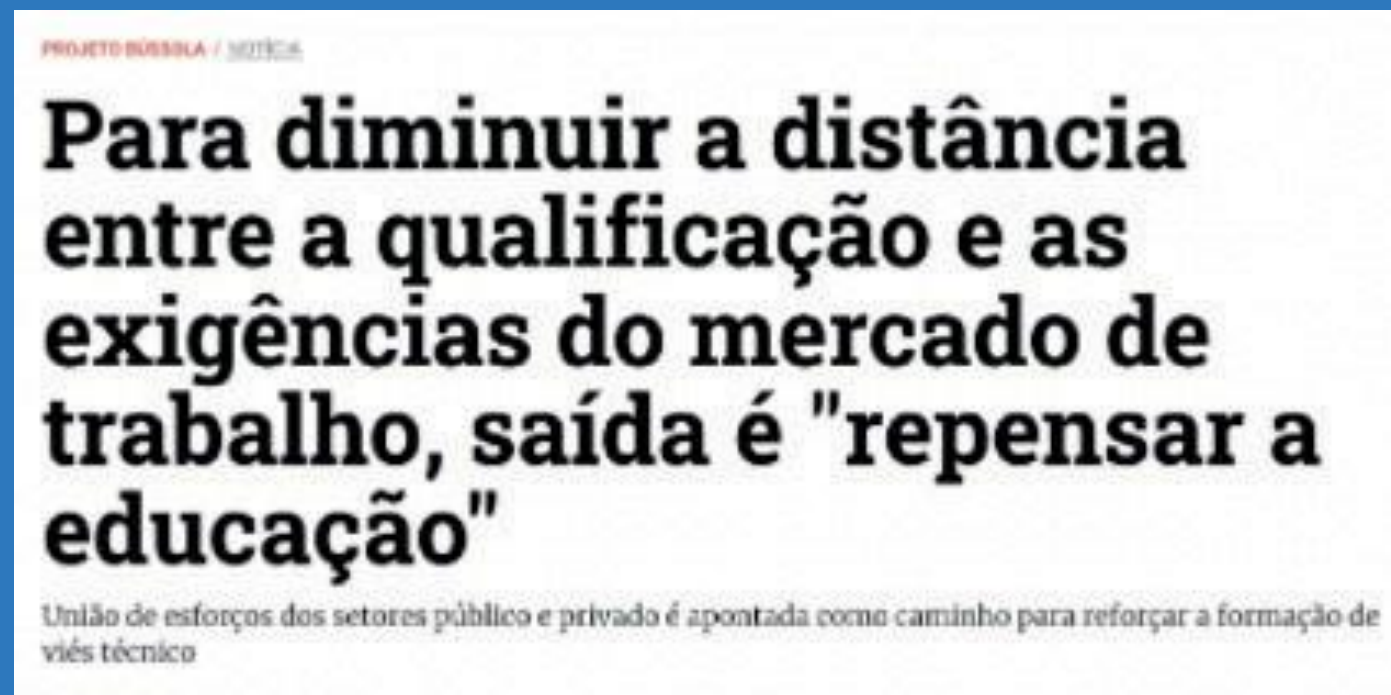 PROJETO BÚSSOLA / NOTÍCIA
Para diminuir a distância
entre a qualificação e as
exigências do mercado de
trabalho, saída é "repensar a
educação"
União de esforços dos setores público e privado é apontada como caminho para reforçar a formação de
viés técnico